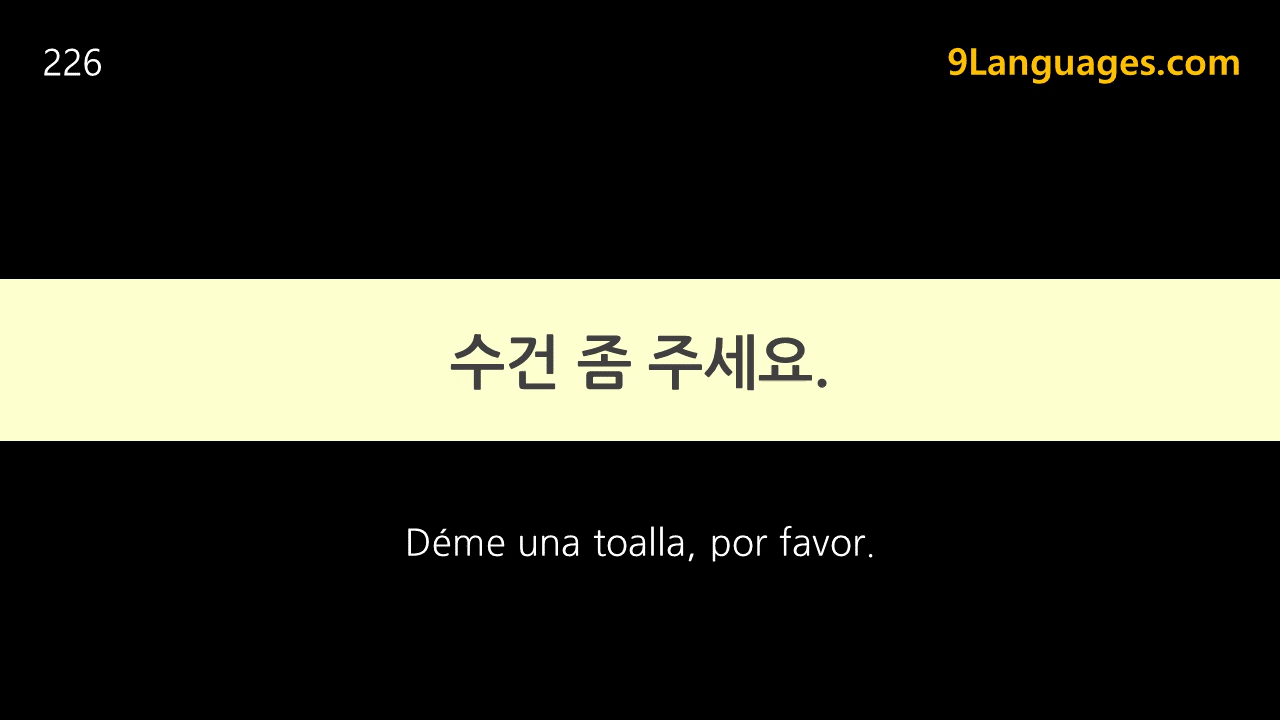 226
9Languages.com
수건 좀 주세요.
Déme una toalla, por favor.